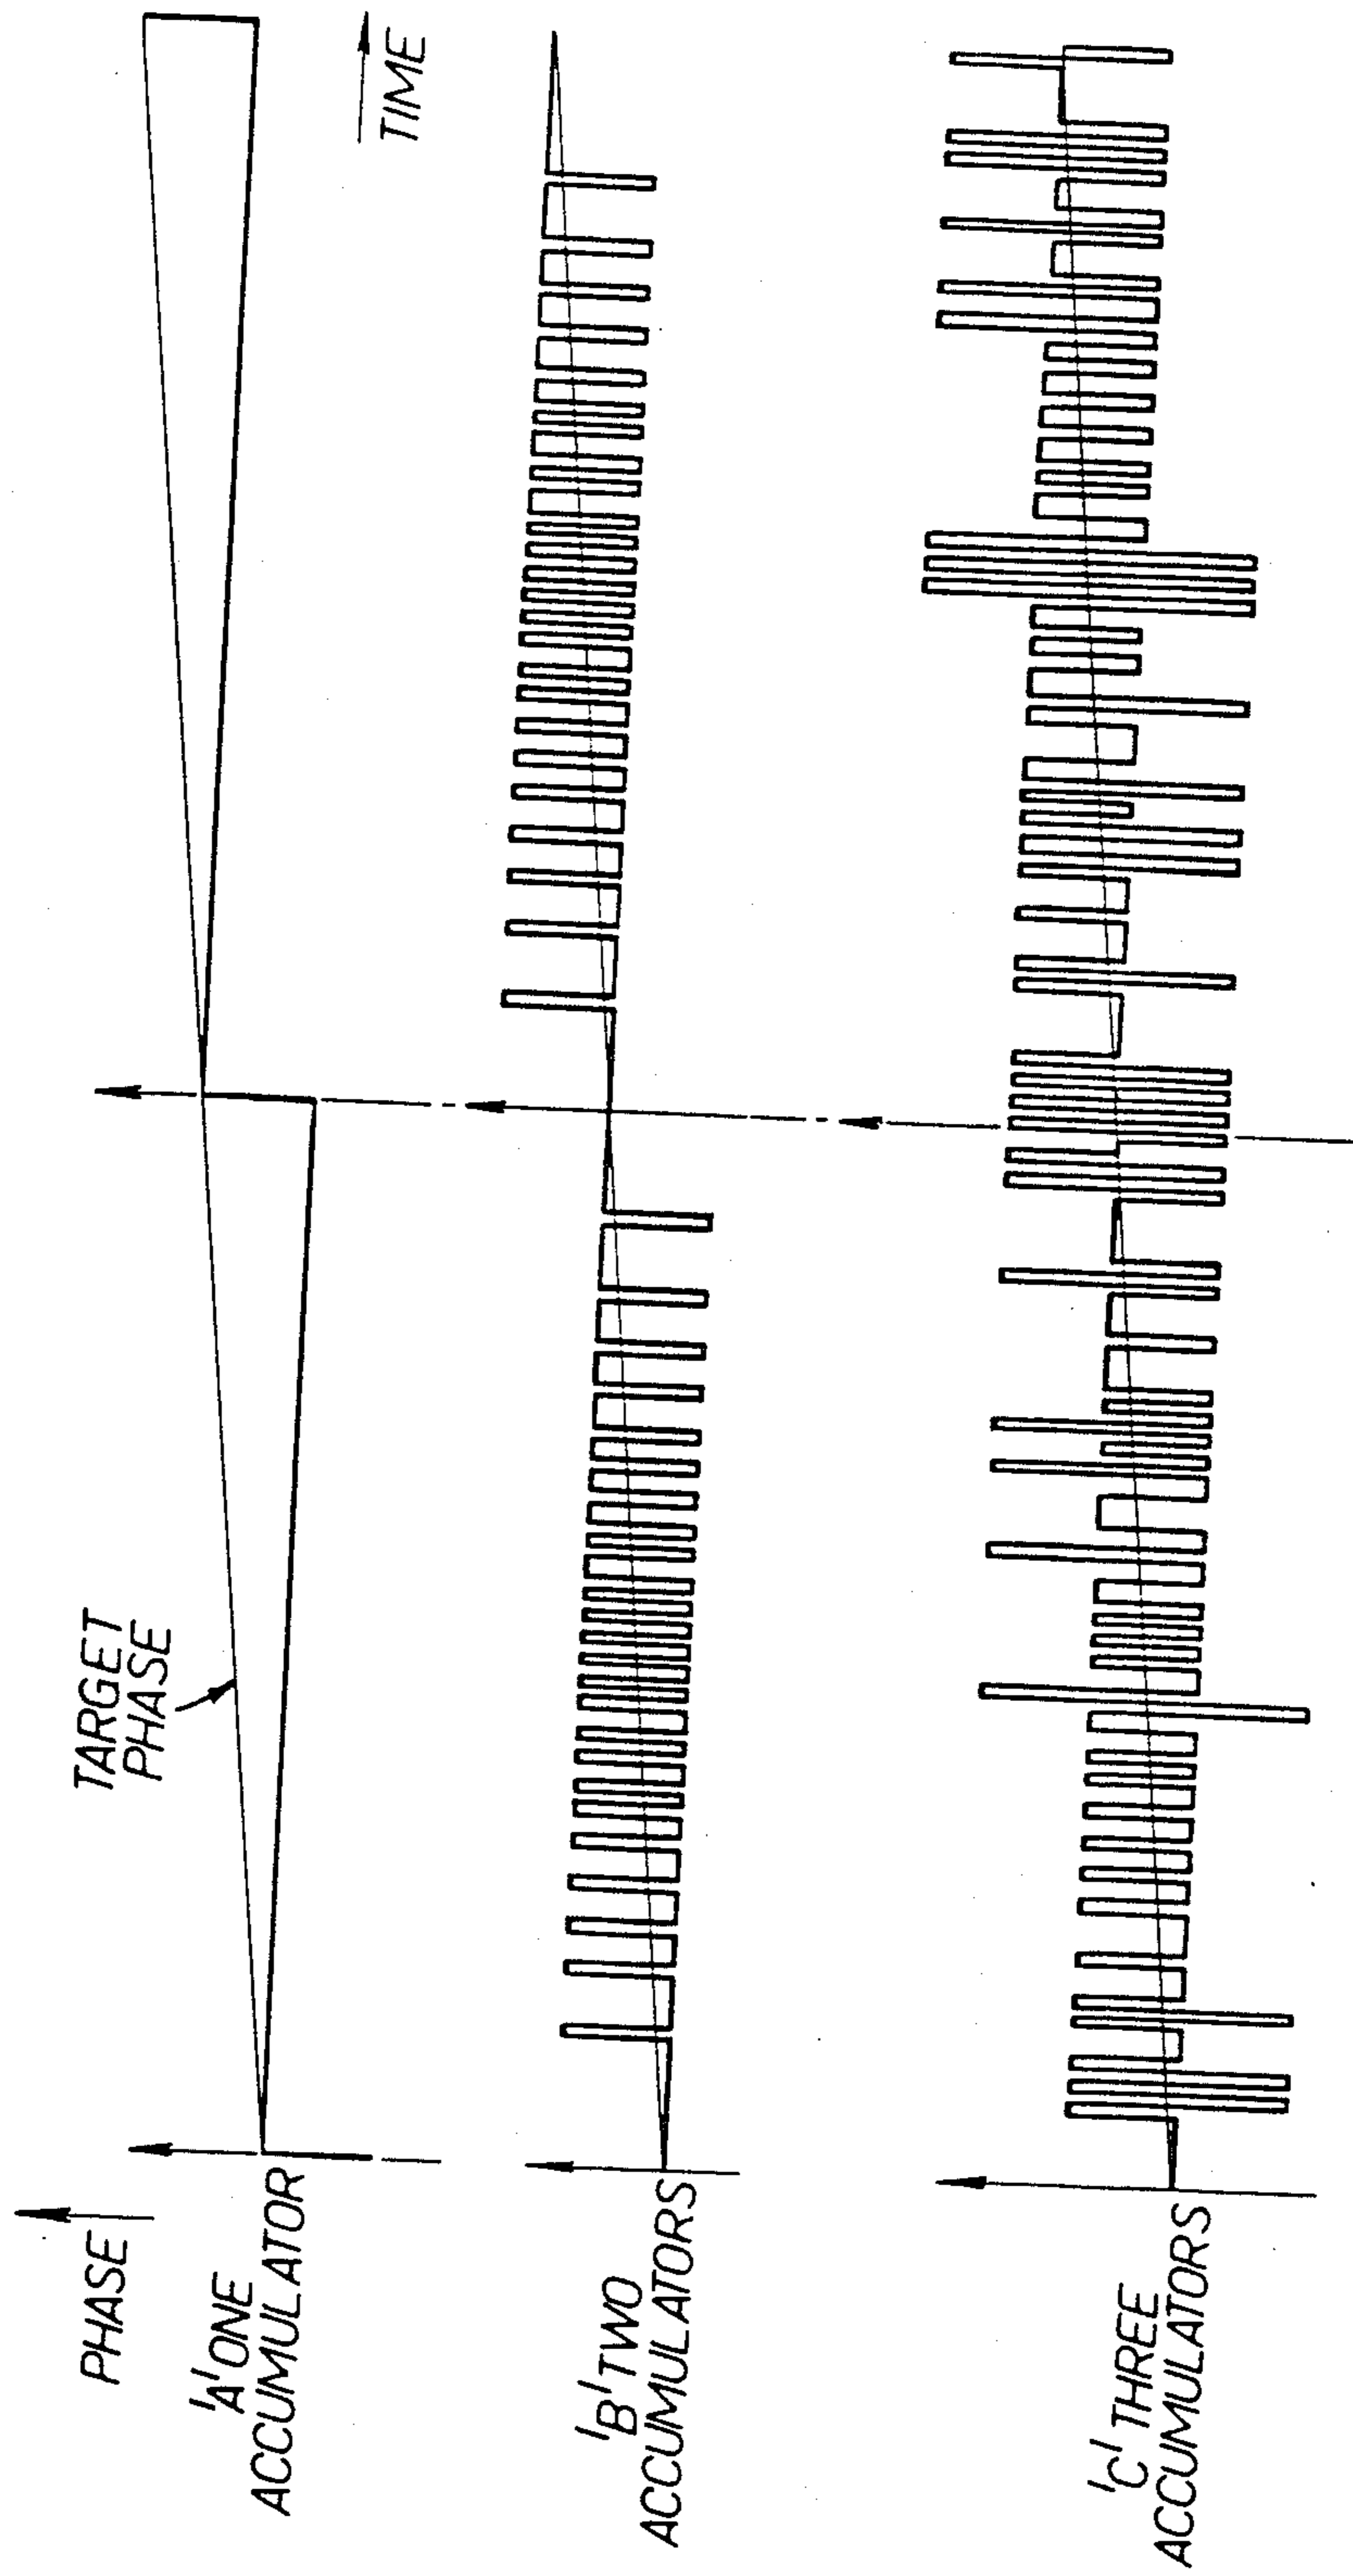 PHASE
'A' ONE
ACCUMULATOR
TARGET
PHASE
TIME
'B' TWO
ACCUMULATORS
'C' THREE
ACCUMULATORS